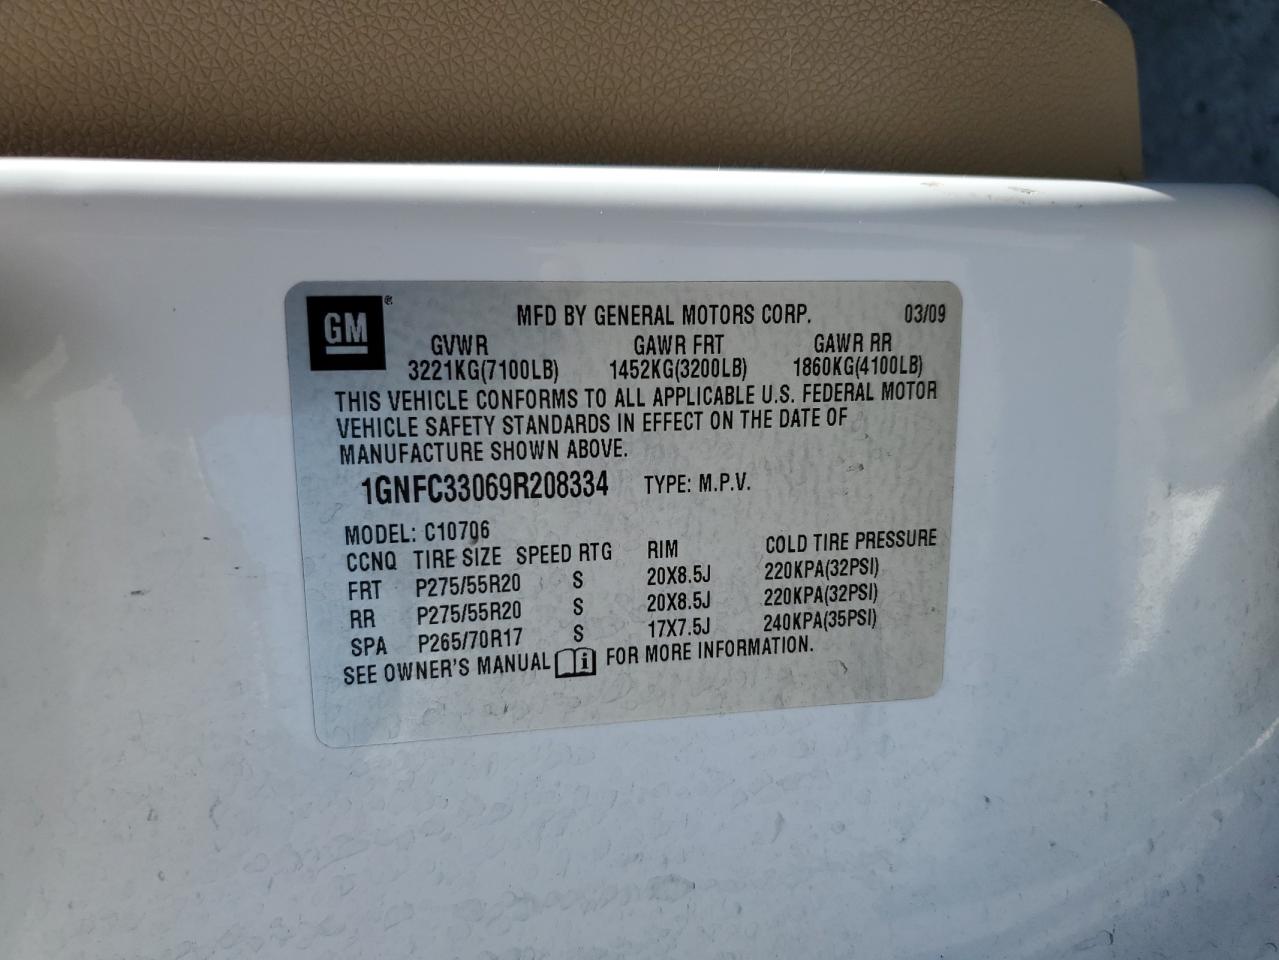 GM ®
MFD BY GENERAL MOTORS CORP. 03/09
GVWR GAWR FRT GAWR RR
3221KG(7100LB) 1452KG(3200LB) 1860KG(4100LB)
THIS VEHICLE CONFORMS TO ALL APPLICABLE U.S. FEDERAL MOTOR
VEHICLE SAFETY STANDARDS IN EFFECT ON THE DATE OF
MANUFACTURE SHOWN ABOVE.
1GNFC33069R208334 TYPE: M.P.V.
MODEL: C10706
CCNQ TIRE SIZE SPEED RTG RIM COLD TIRE PRESSURE
FRT P275/55R20 S 20X8.5J 220KPA(32PSI)
RR P275/55R20 S 20X8.5J 220KPA(32PSI)
SPA P265/70R17 S 17X7.5J 240KPA(35PSI)
SEE OWNER'S MANUAL i FOR MORE INFORMATION.